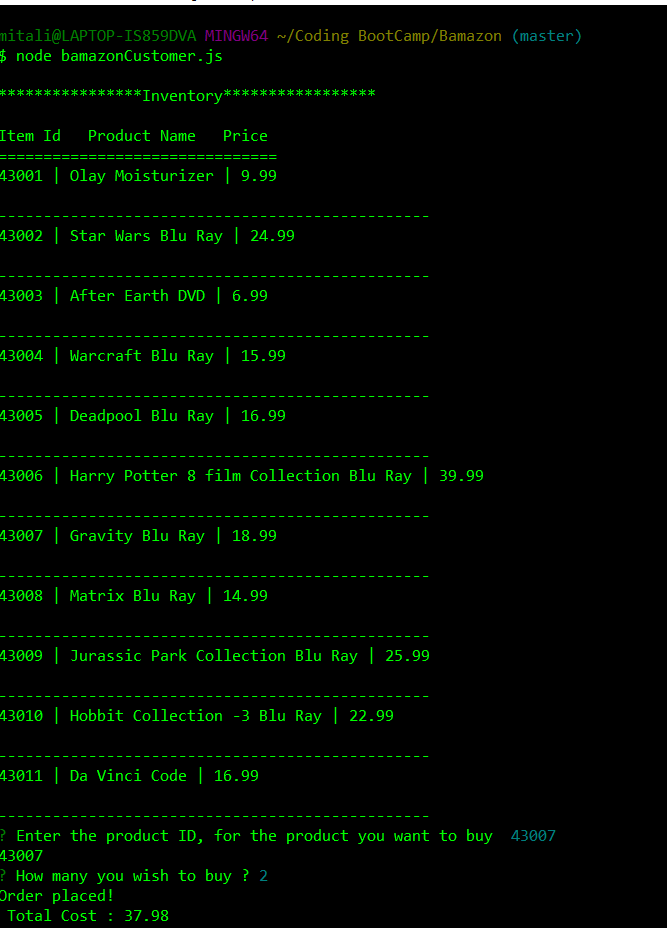 mitali@LAPTOP-IS859DVA MINGW64 ~/Coding BootCamp/Bamazon (master)
$ node bamazonCustomer.js
****************Inventory*****************
Item Id   Product Name   Price
===============================
43001 | Olay Moisturizer | 9.99
------------------------------------------------
43002 | Star Wars Blu Ray | 24.99
------------------------------------------------
43003 | After Earth DVD | 6.99
------------------------------------------------
43004 | Warcraft Blu Ray | 15.99
------------------------------------------------
43005 | Deadpool Blu Ray | 16.99
------------------------------------------------
43006 | Harry Potter 8 film Collection Blu Ray | 39.99
------------------------------------------------
43007 | Gravity Blu Ray | 18.99
------------------------------------------------
43008 | Matrix Blu Ray | 14.99
------------------------------------------------
43009 | Jurassic Park Collection Blu Ray | 25.99
------------------------------------------------
43010 | Hobbit Collection -3 Blu Ray | 22.99
------------------------------------------------
43011 | Da Vinci Code | 16.99
------------------------------------------------
? Enter the product ID, for the product you want to buy  43007
43007
? How many you wish to buy ? 2
Order placed!
 Total Cost : 37.98